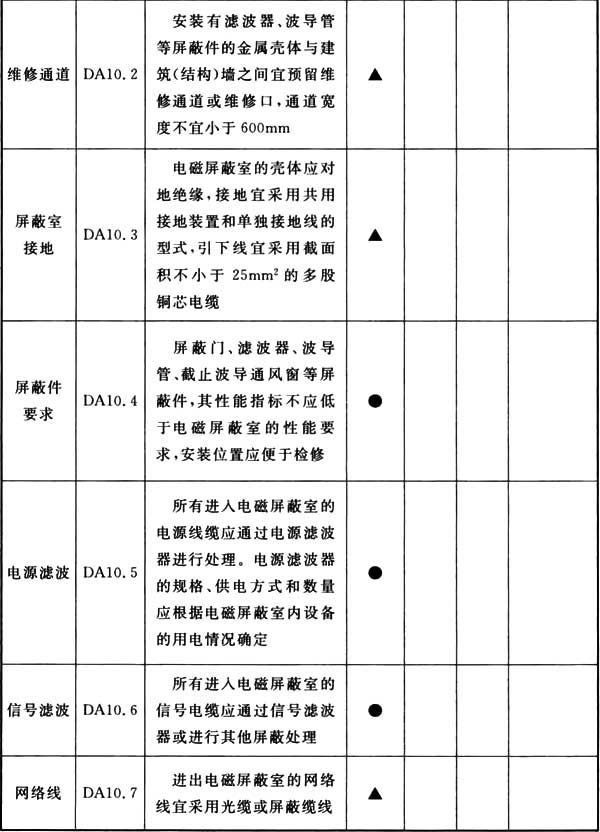 安装有滤波器、波导管
等屏蔽件的金属壳体与建
维修通道 DA10.2 筑(结构)墙之间宜预留维 ▲
修通道或维修口,通道宽
度不宜小于600mm
电磁屏蔽室的壳体应对
地绝缘,接地宜采用共用
屏蔽室
接地 DA10.3 接地装置和单独接地线的 ▲
型式,引下线宜采用截面
积不小于 25mm² 的多股
铜芯电缆
屏蔽门、滤波器、波导
管、截止波导通风窗等屏
屏蔽件
要求 DA10.4 蔽件,其性能指标不应低 ●
于电磁屏蔽室的性能要
求,安装位置应便于检修
所有进入电磁屏蔽室的
电源线缆应通过电源滤波
电源滤波 DA10.5 器进行处理。电源滤波器 ●
的规格、供电方式和数量
应根据电磁屏蔽室内设备
的用电情况确定
所有进入电磁屏蔽室的
信号滤波 DA10.6 信号电缆应通过信号滤波 ●
器或进行其他屏蔽处理
网络线 DA10.7 进出电磁屏蔽室的网络 ▲
线宜采用光缆或屏蔽缆线